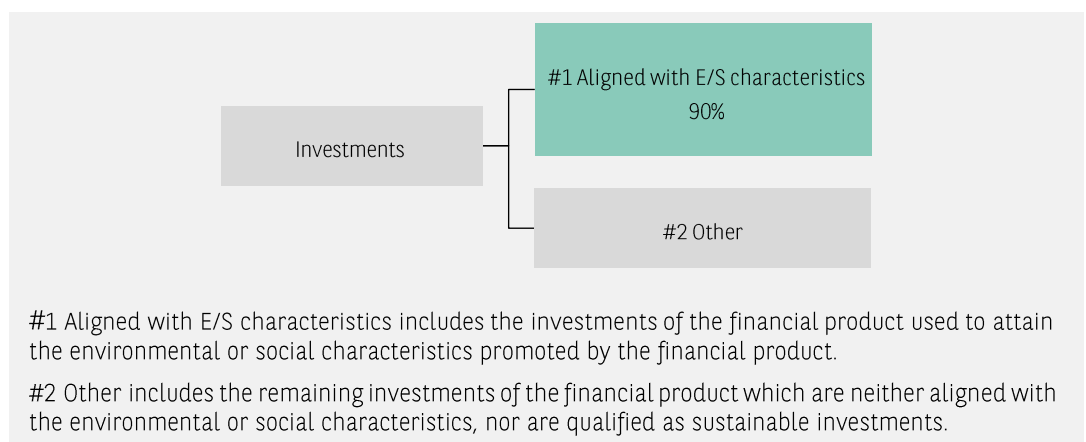 #1 Aligned with E/S characteristics
90%
Investments
#2 Other
#1 Aligned with E/S characteristics includes the investments of the financial product used to attain
the environmental or social characteristics promoted by the financial product.
#2 Other includes the remaining investments of the financial product which are neither aligned with
the environmental or social characteristics, nor are qualified as sustainable investments.